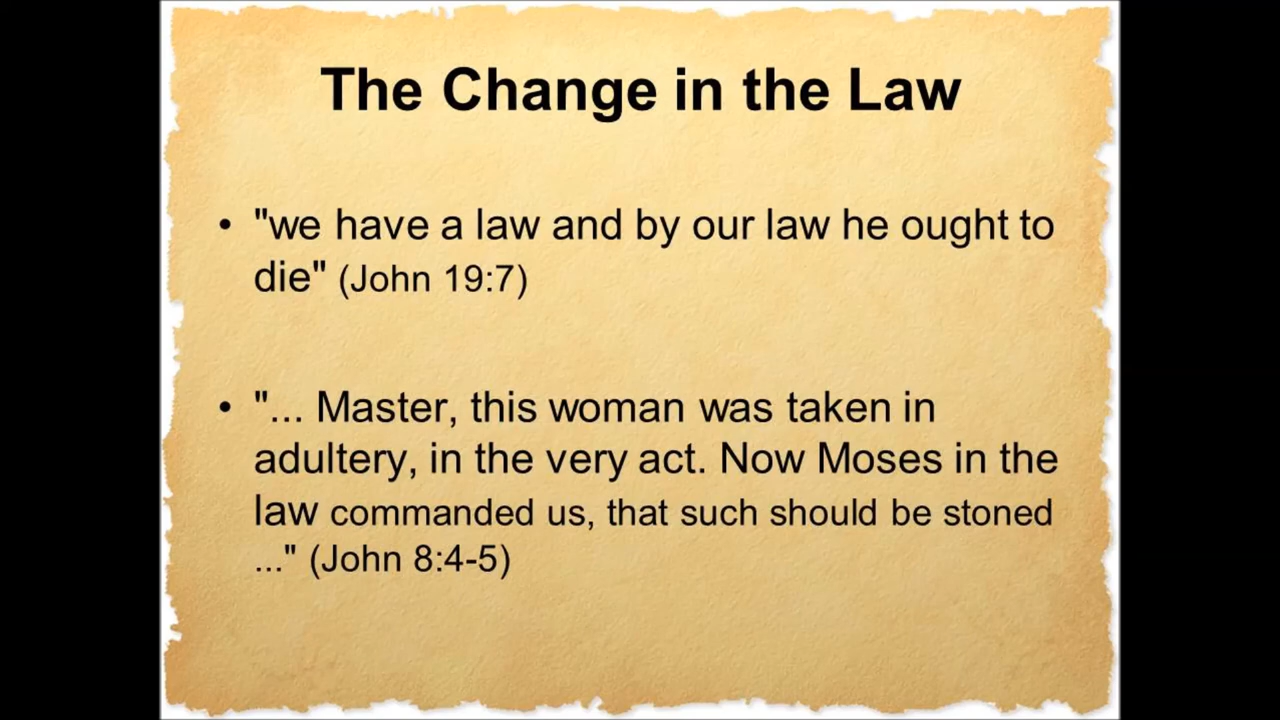 The Change in the Law
• "we have a law and by our law he ought to
die" (John 19:7)
• "... Master, this woman was taken in
adultery, in the very act. Now Moses in the
law commanded us, that such should be stoned
..." (John 8:4-5)